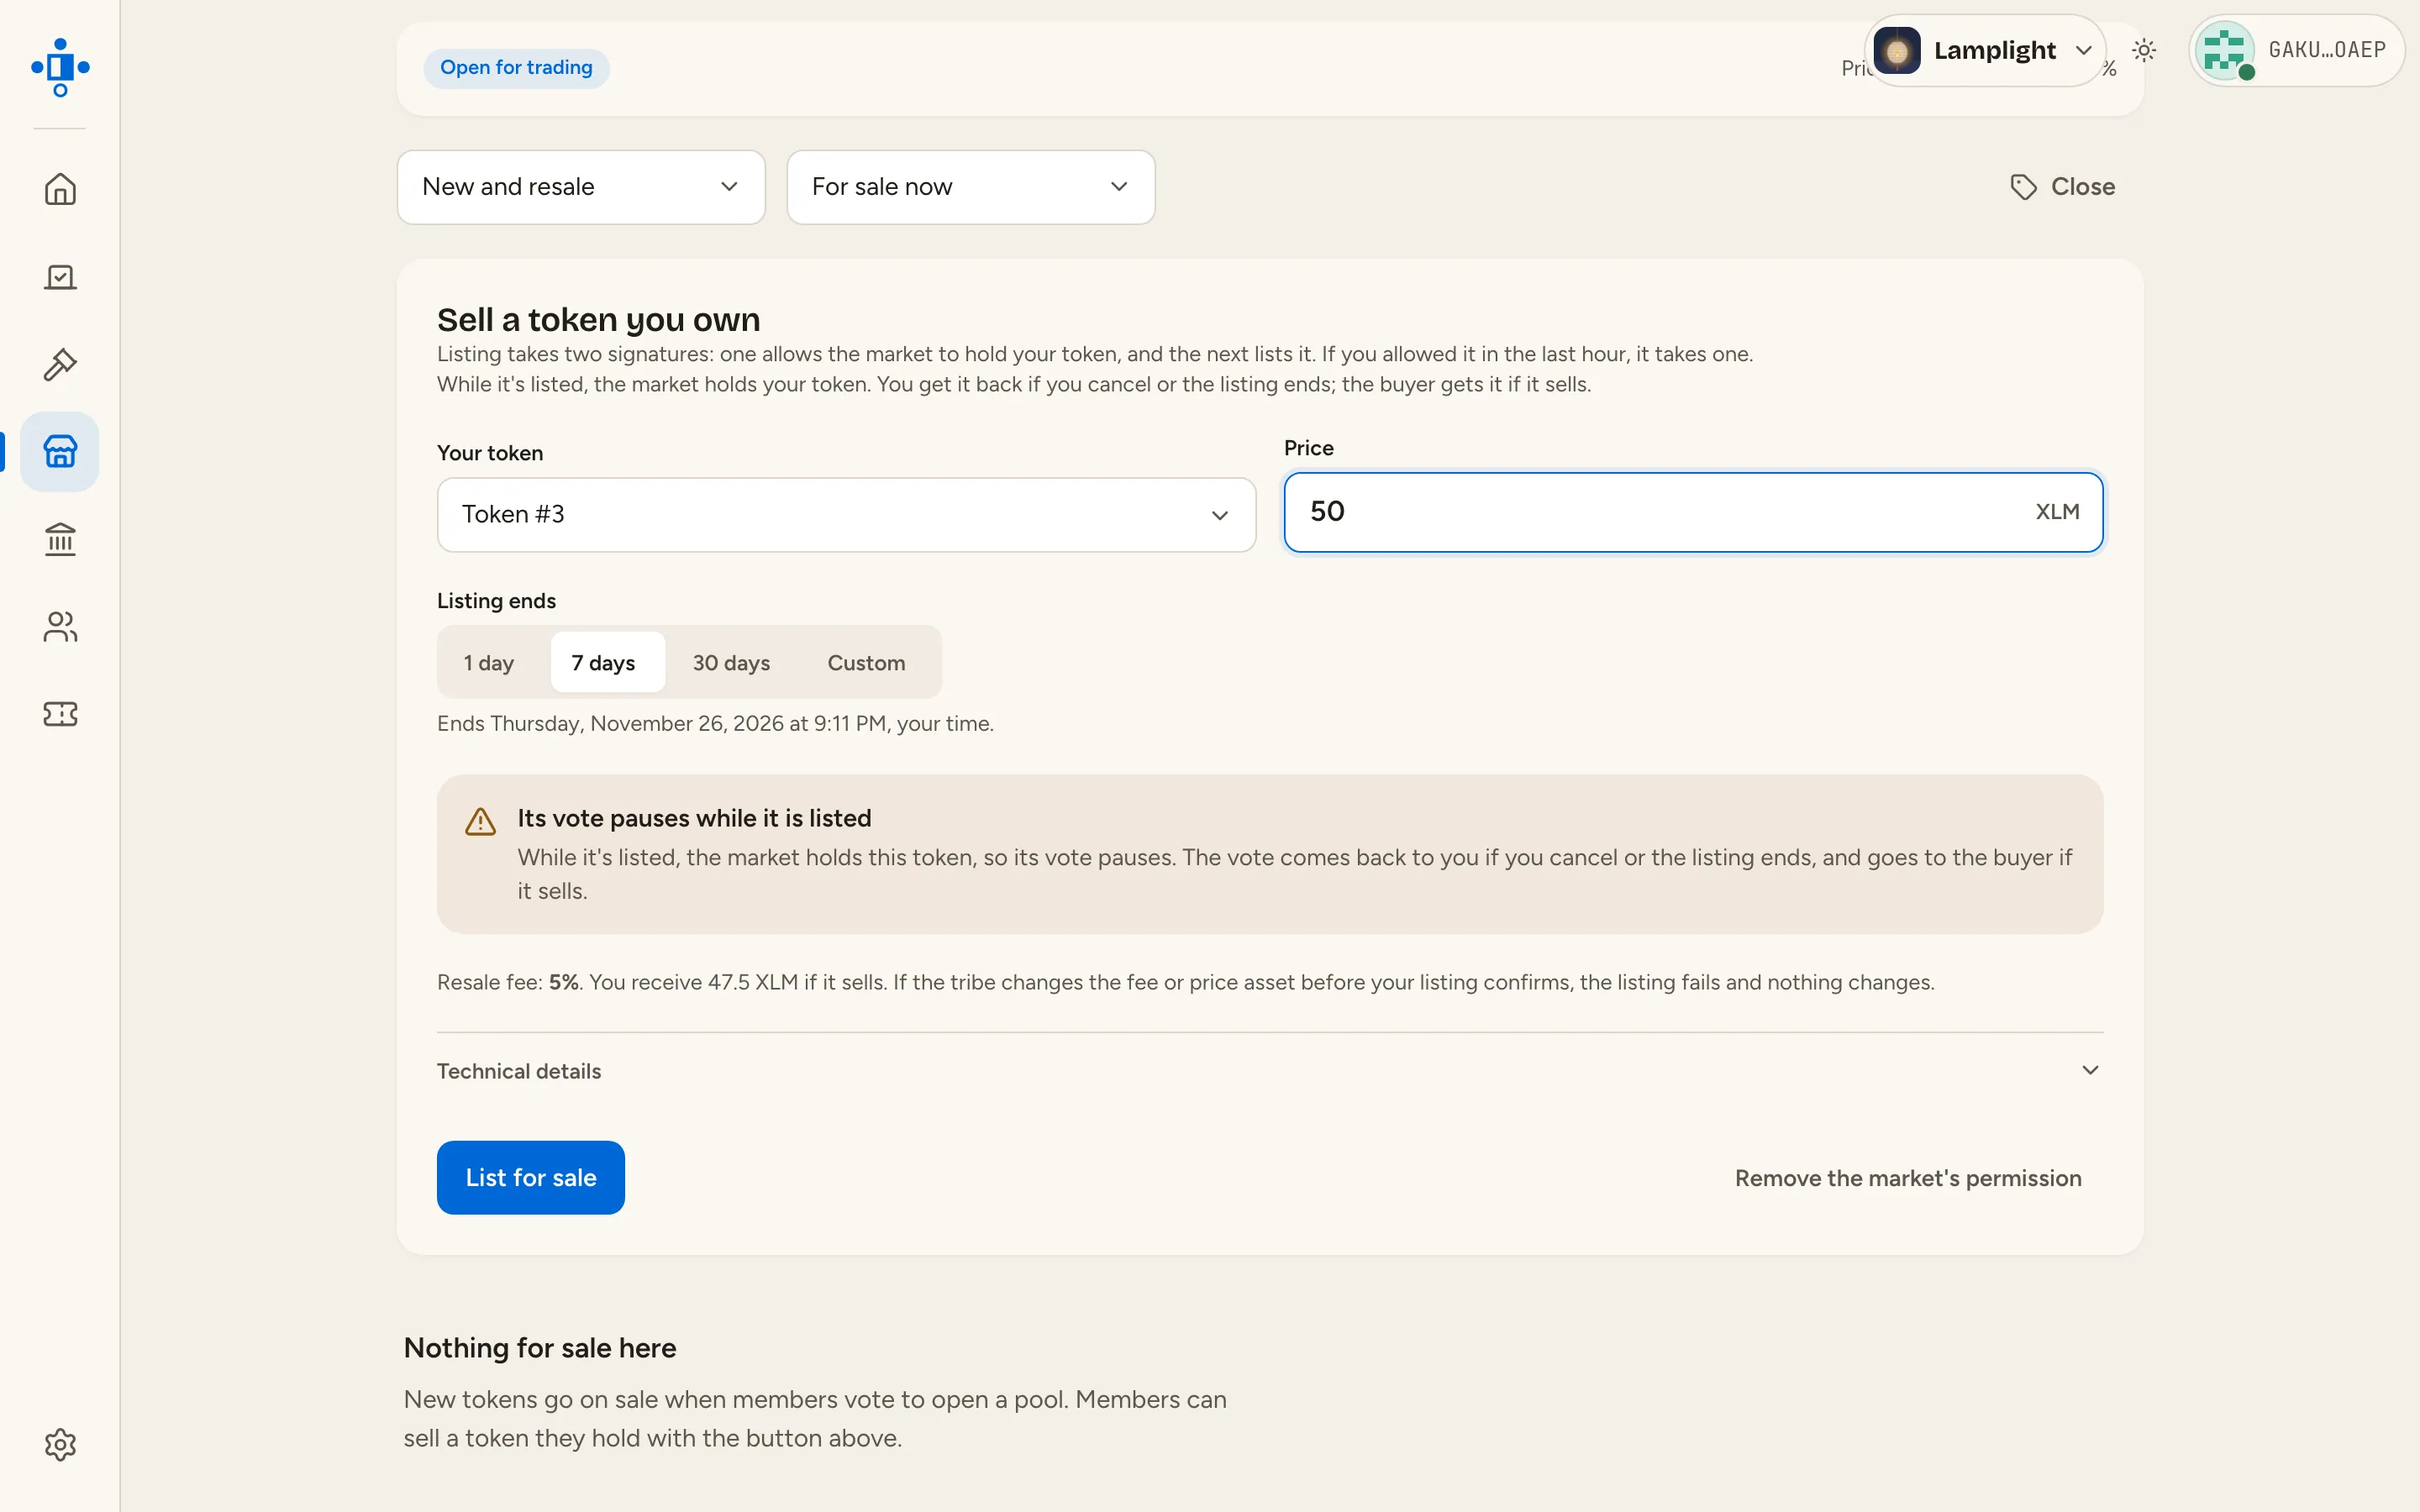 Open for trading
Lamplight
%
GAKU...OAEP
New and resale
For sale now
Close
Sell a token you own
Listing takes two signatures: one allows the market to hold your token, and the next lists it. If you allowed it in the last hour, it takes one.
While it's listed, the market holds your token. You get it back if you cancel or the listing ends; the buyer gets it if it sells.
Your token
Price
Token #3
50
XLM
Listing ends
1 day
7 days
30 days
Custom
Ends Thursday, November 26, 2026 at 9:11 PM, your time.
Its vote pauses while it is listed
While it's listed, the market holds this token, so its vote pauses. The vote comes back to you if you cancel or the listing ends, and goes to the buyer if
it sells.
Resale fee: 5%. You receive 47.5 XLM if it sells. If the tribe changes the fee or price asset before your listing confirms, the listing fails and nothing changes.
Technical details
List for sale
Remove the market's permission
Nothing for sale here
New tokens go on sale when members vote to open a pool. Members can
sell a token they hold with the button above.